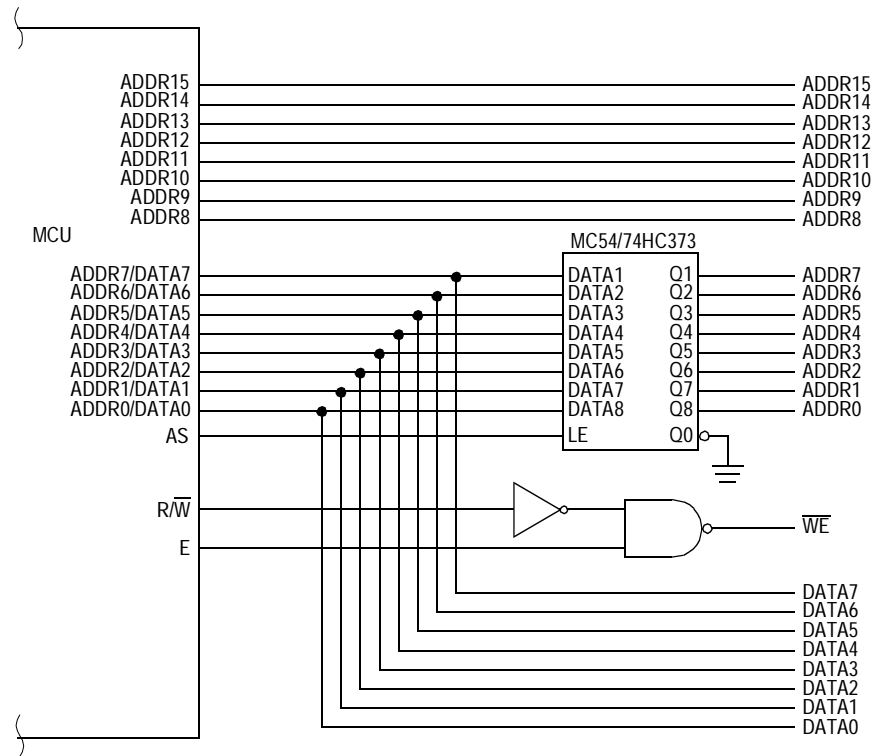 ADDR15
ADDR14
ADDR13
ADDR12
ADDR11
ADDR10
ADDR9
ADDR8
MCU
ADDR7/DATA7
ADDR6/DATA6
ADDR5/DATA5
ADDR4/DATA4
ADDR3/DATA3
ADDR2/DATA2
ADDR1/DATA1
ADDR0/DATA0
AS
R/W̅
E
MC54/74HC373
DATA1 Q1
DATA2 Q2
DATA3 Q3
DATA4 Q4
DATA5 Q5
DATA6 Q6
DATA7 Q7
DATA8 Q8
LE Q0
ADDR15
ADDR14
ADDR13
ADDR12
ADDR11
ADDR10
ADDR9
ADDR8
ADDR7
ADDR6
ADDR5
ADDR4
ADDR3
ADDR2
ADDR1
ADDR0
W̅E̅
DATA7
DATA6
DATA5
DATA4
DATA3
DATA2
DATA1
DATA0